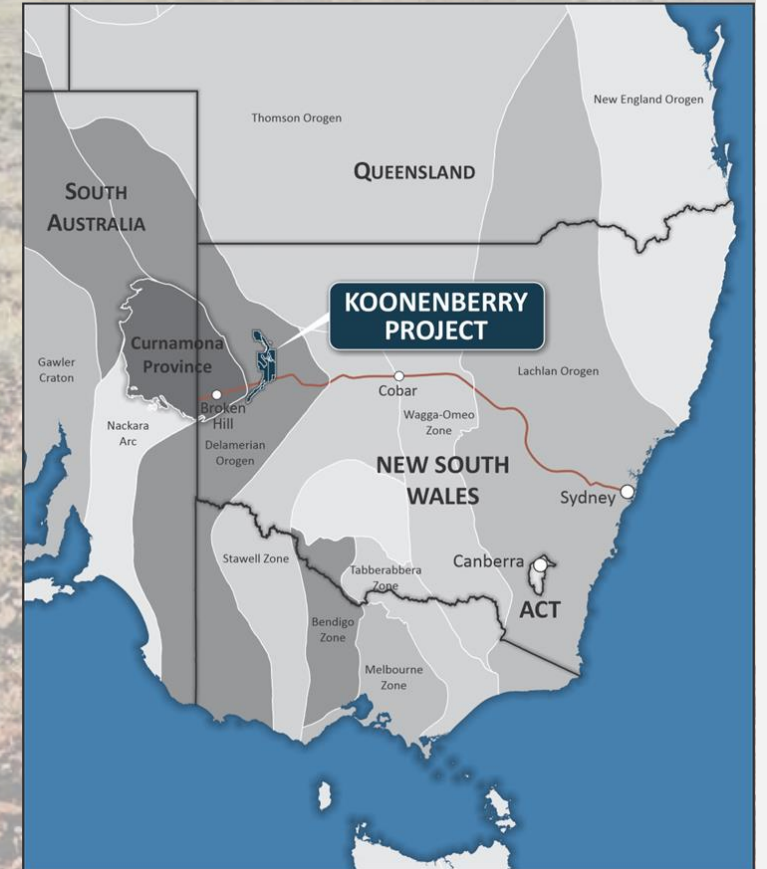 New England Orogen
Thomson Orogen
QUEENSLAND
SOUTH
AUSTRALIA
KOONENBERRY
PROJECT
Curnamona
Province
Gawler
Craton
Lachlan Orogen
Cobar
Broken
Hill
Wagga-Omeo
Zone
Nackara
Arc
Delamerian
Orogen
NEW SOUTH
WALES
Sydney
Stawell Zone
Canberra
Tabberabbera
Zone
ACT
Bendigo
Zone
Melbourne
Zone